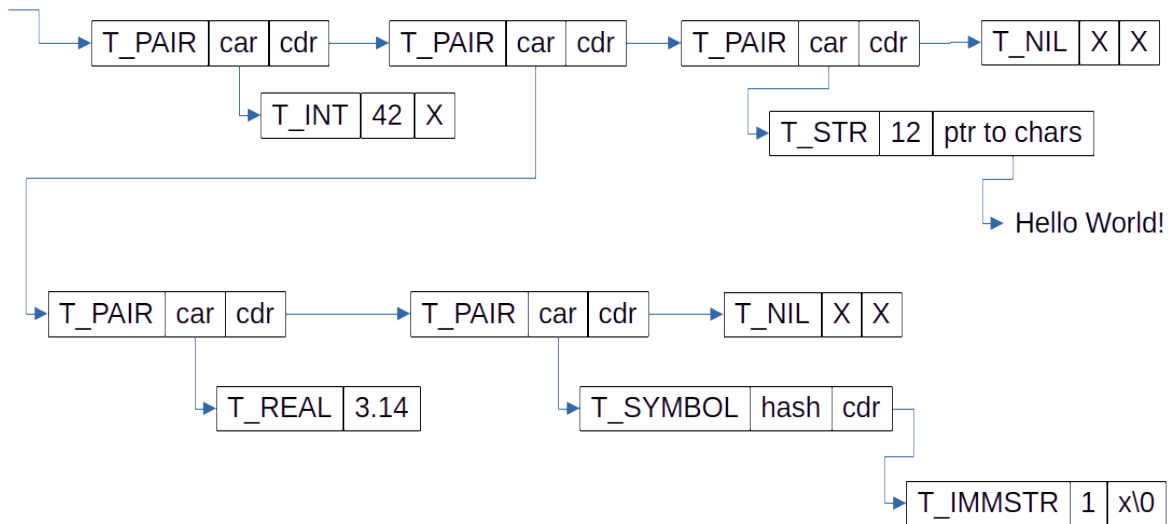 T_PAIR car cdr T_PAIR car cdr T_PAIR car cdr T_NIL X X
T_INT 42 X T_STR 12 ptr to chars
Hello World!
T_PAIR car cdr T_PAIR car cdr T_NIL X X
T_REAL 3.14 T_SYMBOL hash cdr
T_IMMSTR 1 x\0